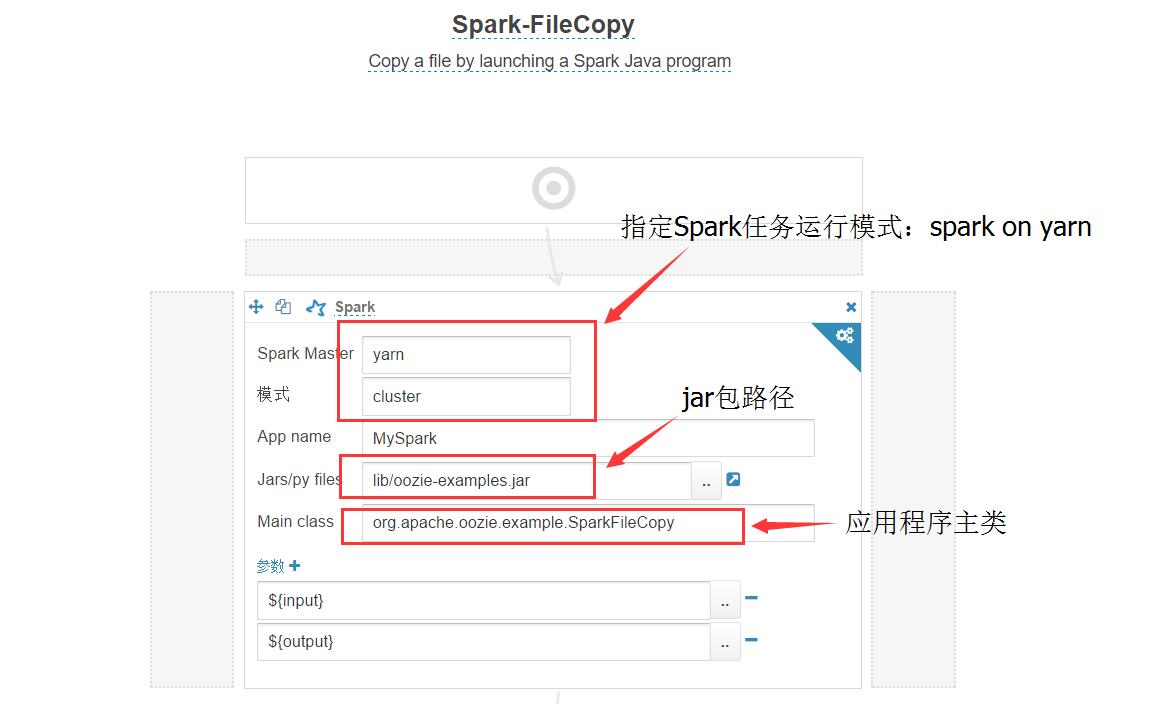 Spark-FileCopy
Copy a file by launching a Spark Java program
指定Spark任务运行模式：spark on yarn
Spark
Spark Master yarn
模式 cluster
jar包路径
App name MySpark
Jars/py files lib/oozie-examples.jar ..
Main class org.apache.oozie.example.SparkFileCopy
应用程序主类
参数
${input} ..
${output} ..